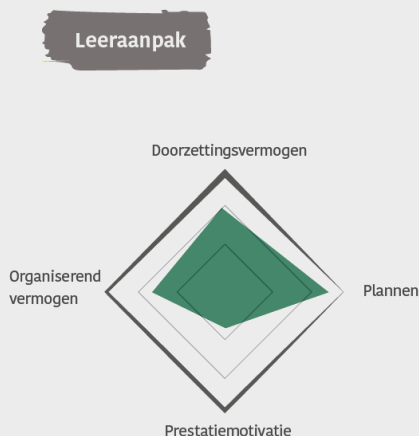 Leeraanpak
Doorzettingsvermogen
Organiserend
vermogen
Plannen
Prestatiemotivatie